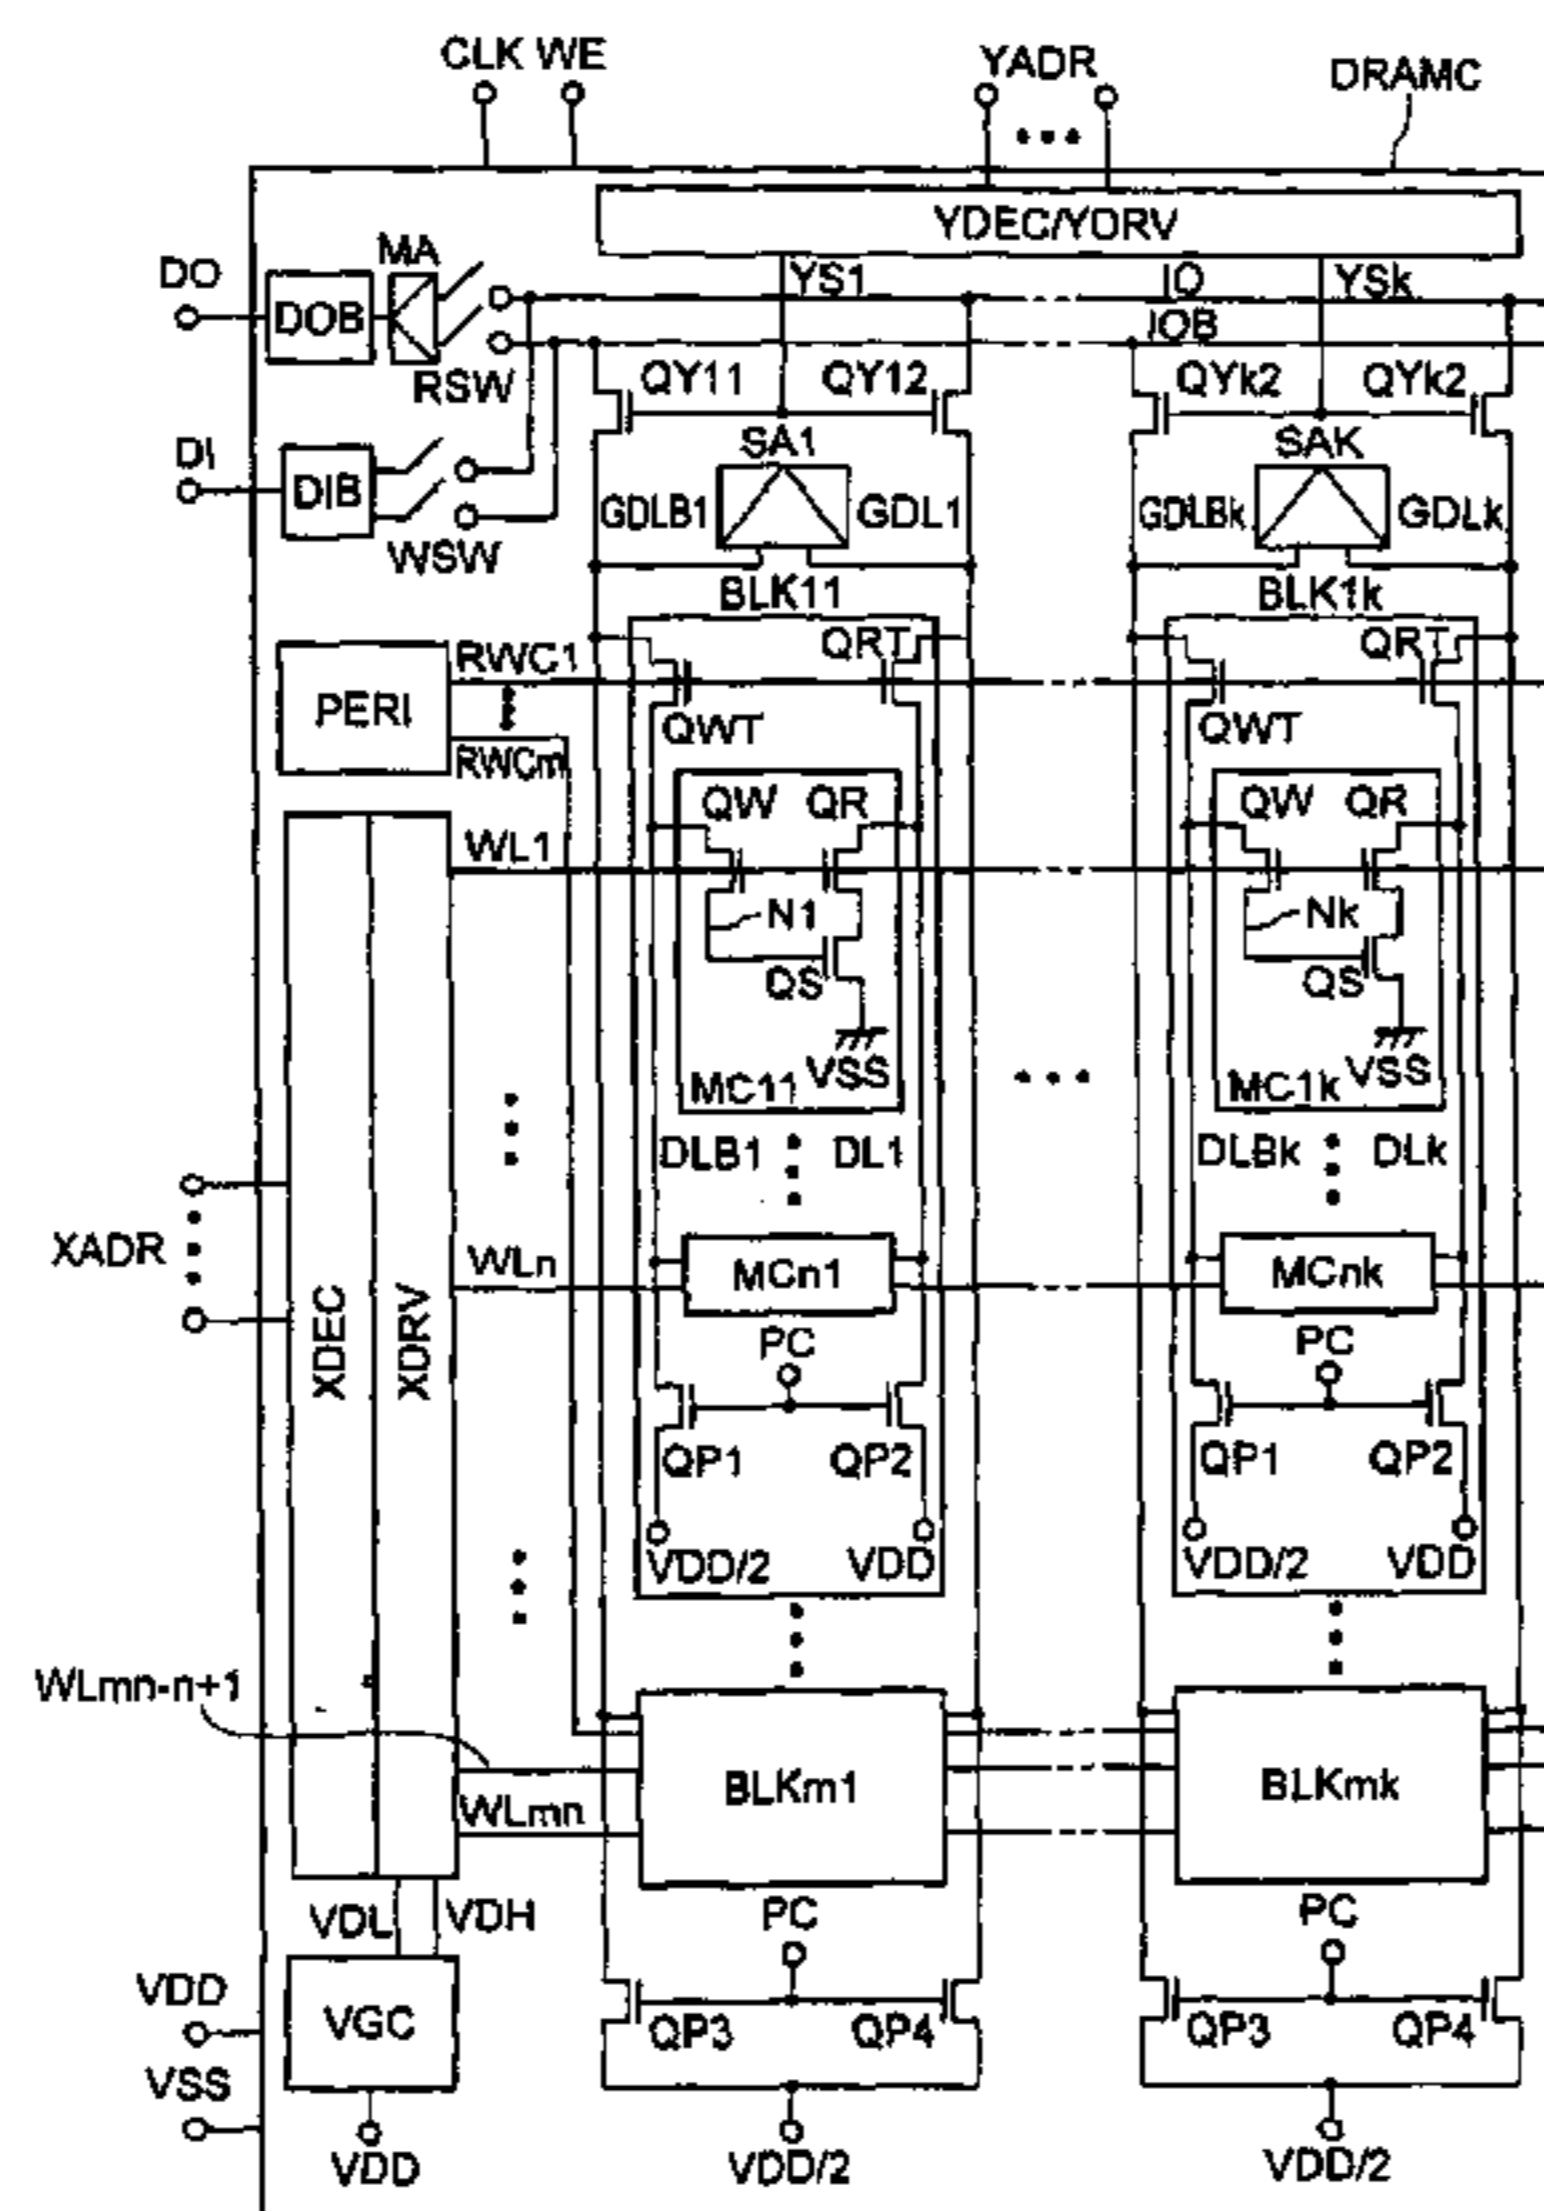 CLK WE
YADR
DRAMC
YDEC/YORV
MA
DO
DOB
YS1
IO
YSk
IOB
RSW
QY11
QY12
QYk2
QYk2
DI
DIB
WSW
SA1
SAK
GDLB1
GDL1
GDLBk
GDLk
BLK11
BLK1k
PERI
RWC1
QRT
QRT
QWT
QWT
RWCm
QW QR
QW QR
WL1
N1
Nk
QS
QS
VSS
VSS
MC11
MC1k
DLB1
DL1
DLBk
DLk
XADR
XDEC
XDRV
WLn
MCn1
MCnk
PC
PC
QP1
QP2
QP1
QP2
VDD/2
VDD
VDD/2
VDD
WLmn-n+1
BLKm1
BLKmk
WLmn
VDL
VDH
PC
PC
VDD
VGC
QP3
QP4
QP3
QP4
VSS
VDD
VDD/2
VDD/2